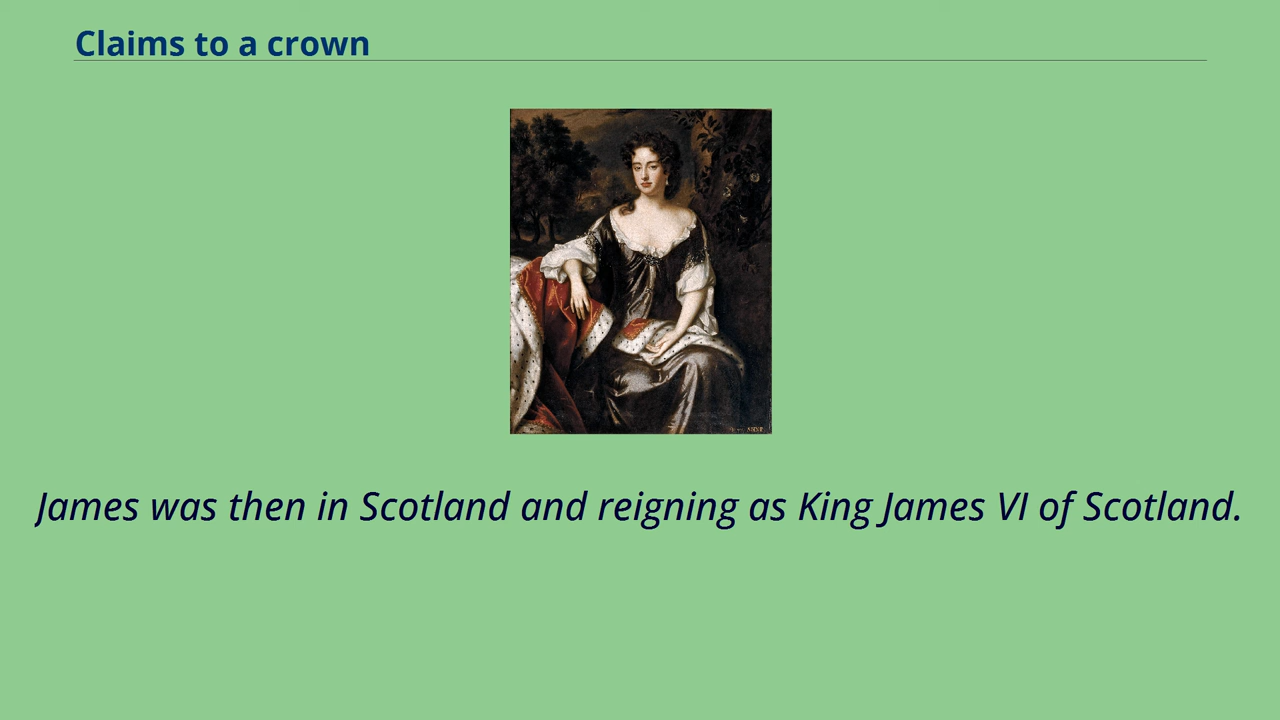 Claims to a crown
James was then in Scotland and reigning as King James VI of Scotland.